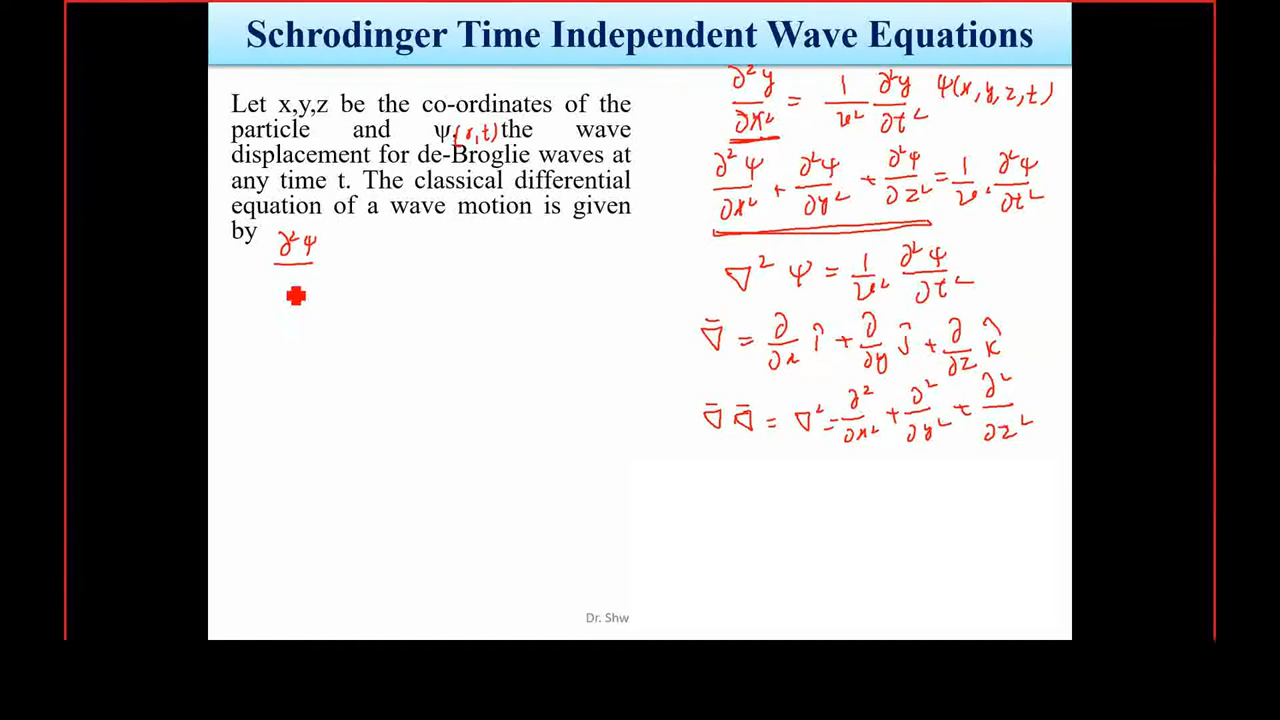 Schrodinger Time Independent Wave Equations
Let x,y,z be the co-ordinates of the
particle and ψ(x,t) the wave
displacement for de-Broglie waves at
any time t. The classical differential
equation of a wave motion is given
by
∂²ψ
∂²y/∂x² = 1/v² ∂²y/∂t² ψ(x,y,z,t)
∂²ψ/∂x² + ∂²ψ/∂y² + ∂²ψ/∂z² = 1/v² ∂²ψ/∂t²
∇²ψ = 1/v² ∂²ψ/∂t²
∇̄ = ∂/∂x î + ∂/∂y ĵ + ∂/∂z k̂
∇̄ ∇̄ = ∇² = ∂²/∂x² + ∂²/∂y² + ∂²/∂z²
Dr. Shw